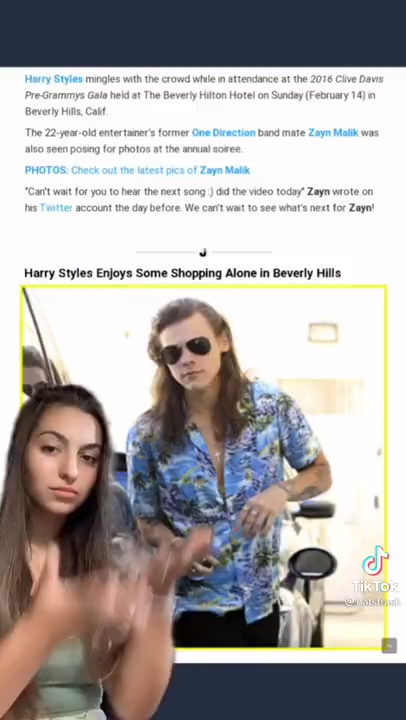 Harry Styles mingles with the crowd while in attendance at the 2016 Clive Davis
Pre-Grammys Gala held at The Beverly Hilton Hotel on Sunday (February 14) in
Beverly Hills, Calif.
The 22-year-old entertainer's former One Direction band mate Zayn Malik was
also seen posing for photos at the annual soiree.
PHOTOS: Check out the latest pics of Zayn Malik
"Can't wait for you to hear the next song :) did the video today" Zayn wrote on
his Twitter account the day before. We can't wait to see what's next for Zayn!
Harry Styles Enjoys Some Shopping Alone in Beverly Hills
TikTok